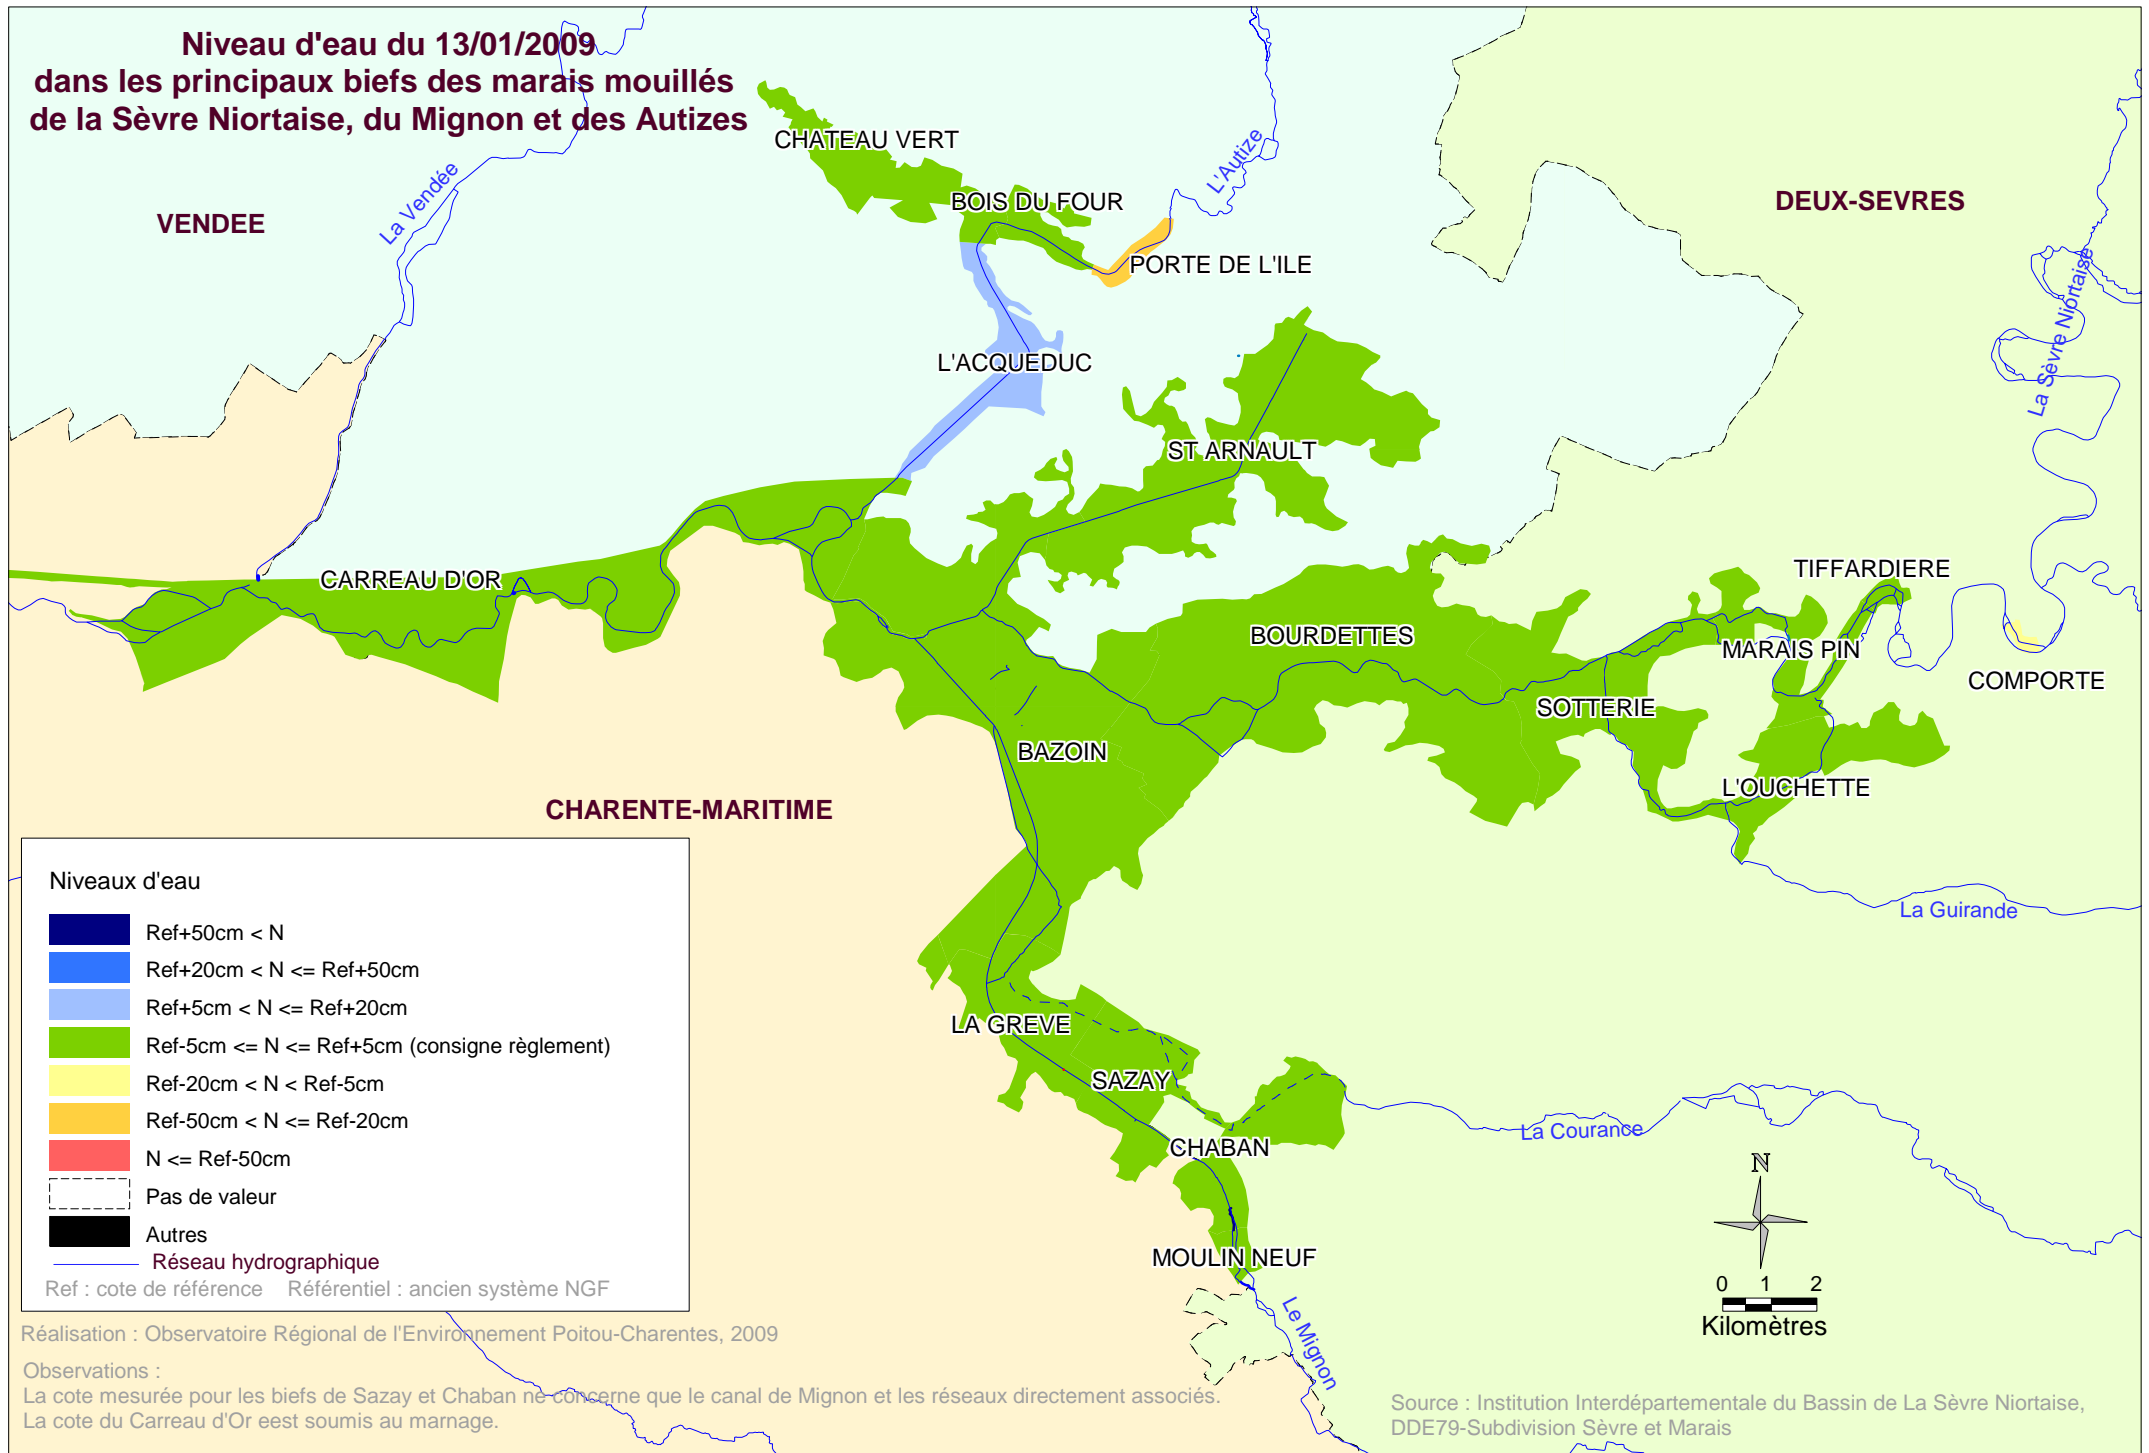 Niveau d'eau du 13/01/2009
dans les principaux biefs des marais mouillés
de la Sèvre Niortaise, du Mignon et des Autizes
CHATEAU VERT
L'Autize
La Vendée
VENDEE
BOIS DU FOUR
DEUX-SEVRES
PORTE DE L'ILE
La Sèvre Niortaise
L'ACQUEDUC
ST ARNAULT
CARREAU D'OR
TIFFARDIERE
BOURDETTES
MARAIS PIN
COMPORTE
SOTTERIE
BAZOIN
L'OUCHETTE
CHARENTE-MARITIME
La Guirande
LA GREVE
SAZAY
La Courance
CHABAN
MOULIN NEUF
Le Mignon
Niveaux d'eau
Ref+50cm < N
Ref+20cm < N <= Ref+50cm
Ref+5cm < N <= Ref+20cm
Ref-5cm <= N <= Ref+5cm (consigne règlement)
Ref-20cm < N < Ref-5cm
Ref-50cm < N <= Ref-20cm
N <= Ref-50cm
Pas de valeur
Autres
Réseau hydrographique
Ref : cote de référence Référentiel : ancien système NGF
N
0 1 2
Kilomètres
Réalisation : Observatoire Régional de l'Environnement Poitou-Charentes, 2009
Observations :
La cote mesurée pour les biefs de Sazay et Chaban ne concerne que le canal de Mignon et les réseaux directement associés.
La cote du Carreau d'Or eest soumis au marnage.
Source : Institution Interdépartementale du Bassin de La Sèvre Niortaise,
DDE79-Subdivision Sèvre et Marais